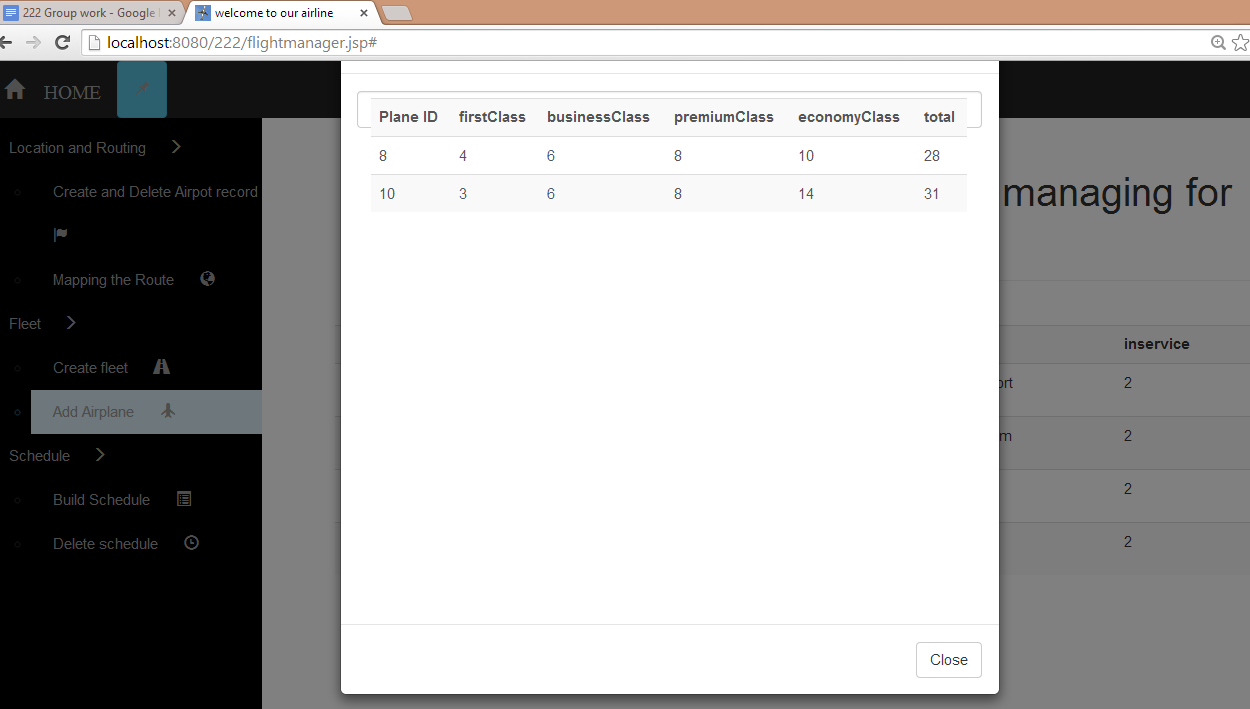 222 Group work - Google
welcome to our airline
localhost:8080/222/flightmanager.jsp#
HOME
Location and Routing
Create and Delete Airpot record
Mapping the Route
Fleet
Create fleet
Add Airplane
Schedule
Build Schedule
Delete schedule
Plane ID firstClass businessClass premiumClass economyClass total
8 4 6 8 10 28
10 3 6 8 14 31
Close
managing for
inservice
ort 2
m 2
2
2